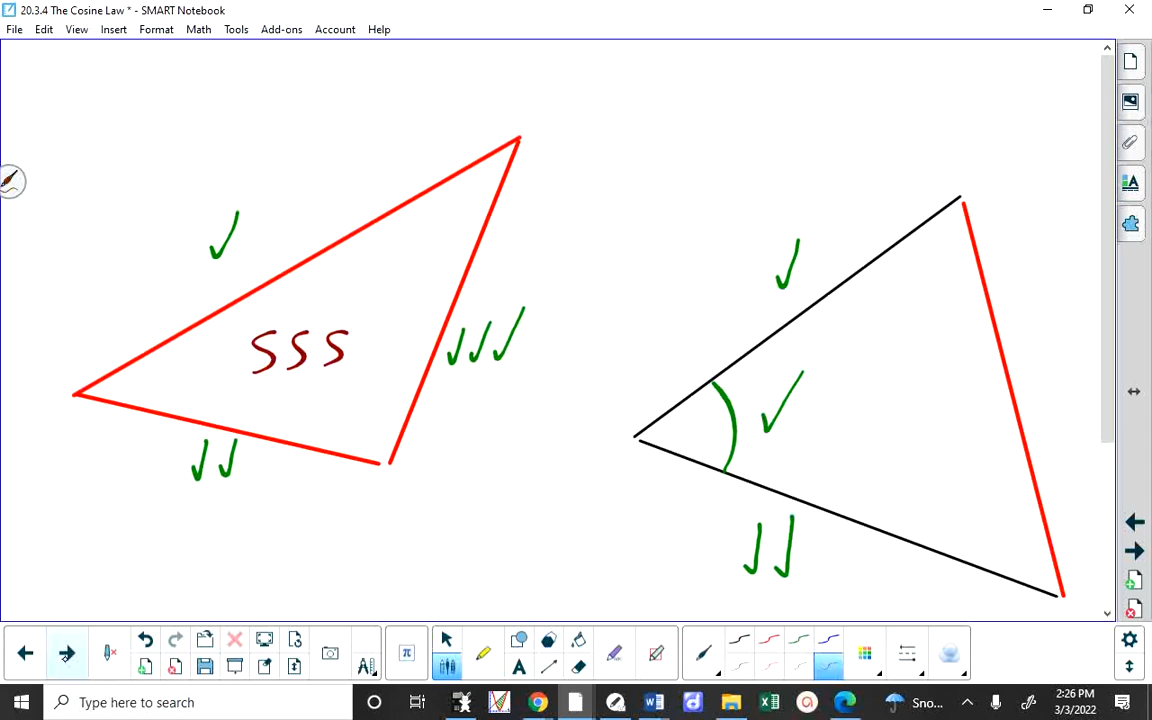 20.3.4 The Cosine Law * - SMART Notebook
File Edit View Insert Format Math Tools Add-ons Account Help
SSS
Type here to search
Sno...
2:26 PM
3/3/2022